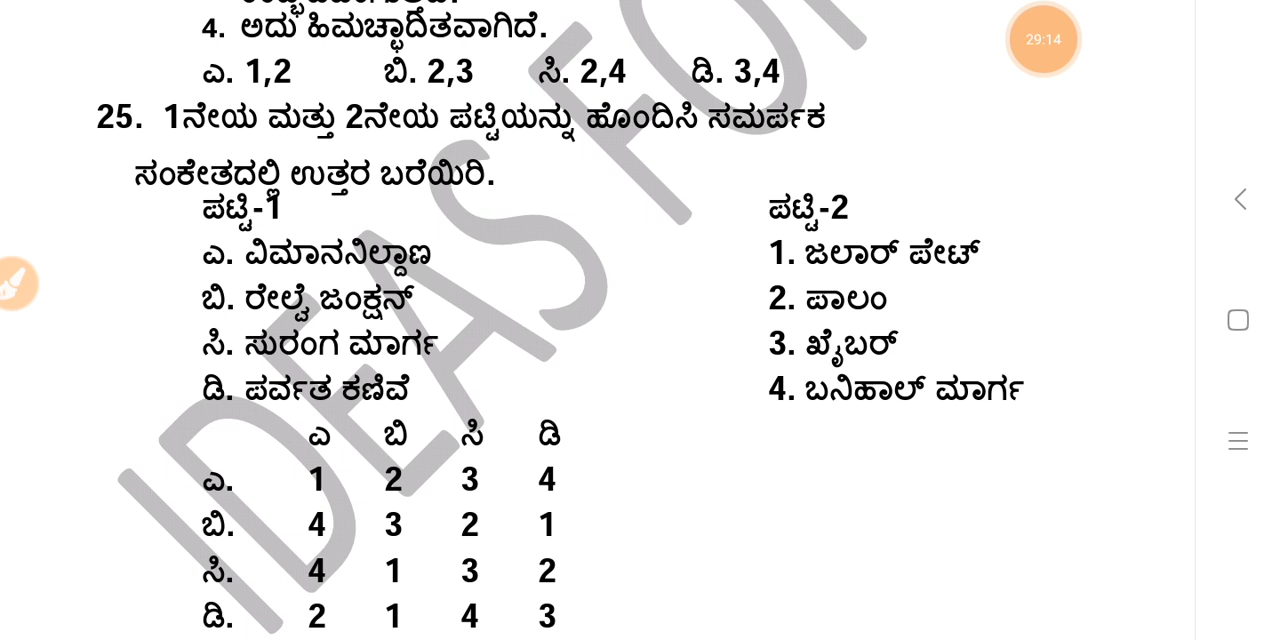 4. ಅದು ಹಿಮಚ್ಛಾದಿತವಾಗಿದೆ.
29:14
ಎ. 1,2 ಬಿ. 2,3 ಸಿ. 2,4 ಡಿ. 3,4
25. 1ನೇಯ ಮತ್ತು 2ನೇಯ ಪಟ್ಟಿಯನ್ನು ಹೊಂದಿಸಿ ಸಮರ್ಪಕ
ಸಂಕೇತದಲ್ಲಿ ಉತ್ತರ ಬರೆಯಿರಿ.
ಪಟ್ಟಿ-1 ಪಟ್ಟಿ-2
ಎ. ವಿಮಾನನಿಲ್ದಾಣ 1. ಜಲಾರ್ ಪೇಟ್
ಬಿ. ರೇಲ್ವೆ ಜಂಕ್ಷನ್ 2. ಪಾಲಂ
ಸಿ. ಸುರಂಗ ಮಾರ್ಗ 3. ಖೈಬರ್
ಡಿ. ಪರ್ವತ ಕಣಿವೆ 4. ಬನಿಹಾಲ್ ಮಾರ್ಗ
ಎ ಬಿ ಸಿ ಡಿ
ಎ. 1 2 3 4
ಬಿ. 4 3 2 1
ಸಿ. 4 1 3 2
ಡಿ. 2 1 4 3
IDEAS FOR